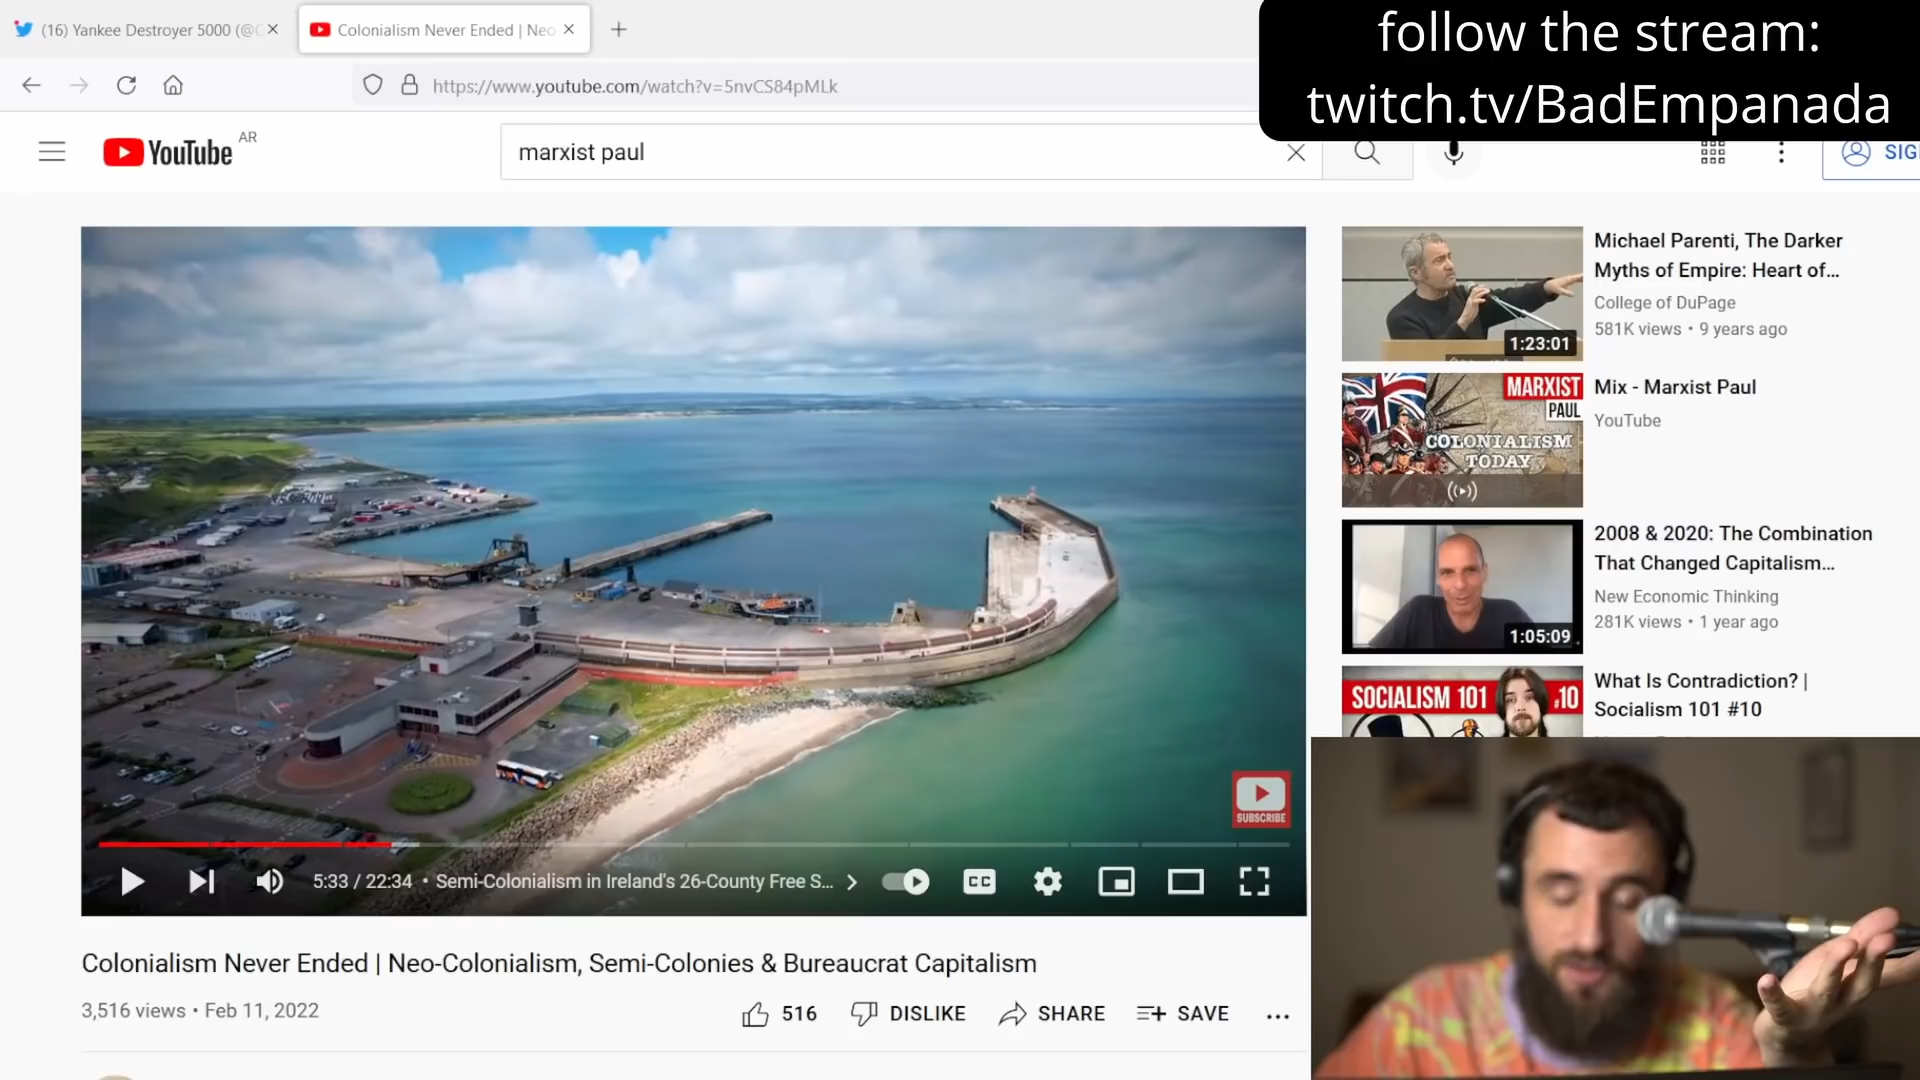 follow the stream:
twitch.tv/BadEmpanada
(16) Yankee Destroyer 5000 (@C
Colonialism Never Ended | Neo
https://www.youtube.com/watch?v=5nvCS84pMLk
YouTube AR
marxist paul
SIG
Michael Parenti, The Darker
Myths of Empire: Heart of...
College of DuPage
581K views • 9 years ago
1:23:01
MARXIST
PAUL
COLONIALISM
TODAY
Mix - Marxist Paul
YouTube
2008 & 2020: The Combination
That Changed Capitalism...
New Economic Thinking
281K views • 1 year ago
1:05:09
SOCIALISM 101 #10
What Is Contradiction? |
Socialism 101 #10
SUBSCRIBE
5:33 / 22:34 • Semi-Colonialism in Ireland's 26-County Free S...
CC
Colonialism Never Ended | Neo-Colonialism, Semi-Colonies & Bureaucrat Capitalism
3,516 views • Feb 11, 2022
516 DISLIKE SHARE SAVE